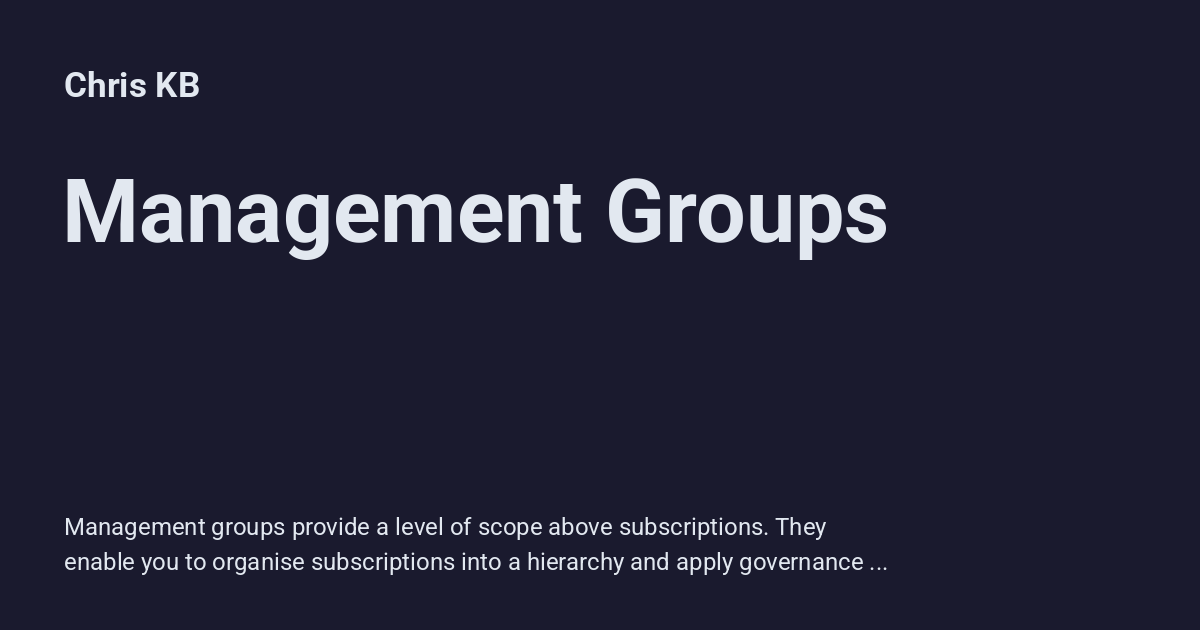 Chris KB
Management Groups
Management groups provide a level of scope above subscriptions. They
enable you to organise subscriptions into a hierarchy and apply governance ...